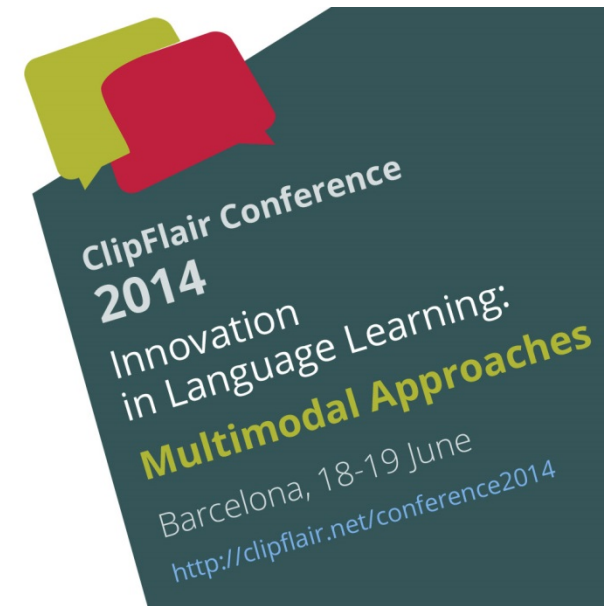 ClipFlair Conference
2014
Innovation
in Language Learning:
Multimodal Approaches
Barcelona, 18-19 June
http://clipflair.net/conference2014